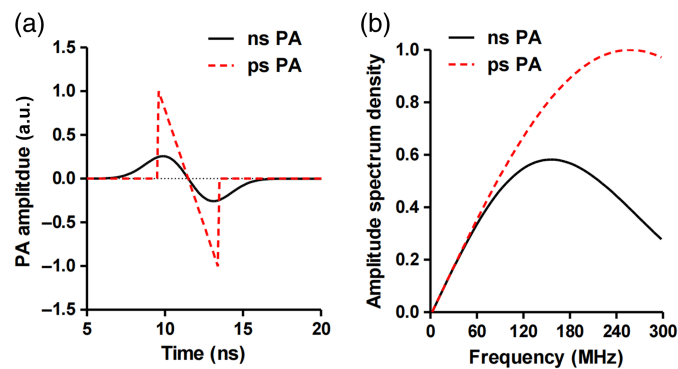 (a)
ns PA
ps PA
PA amplitdue (a.u.)
1.5
1.0
0.5
0.0
−0.5
−1.0
−1.5
5
10
15
20
Time (ns)
(b)
ns PA
ps PA
Amplitude spectrum density
1.0
0.8
0.6
0.4
0.2
0.0
0
60
120
180
240
300
Frequency (MHz)